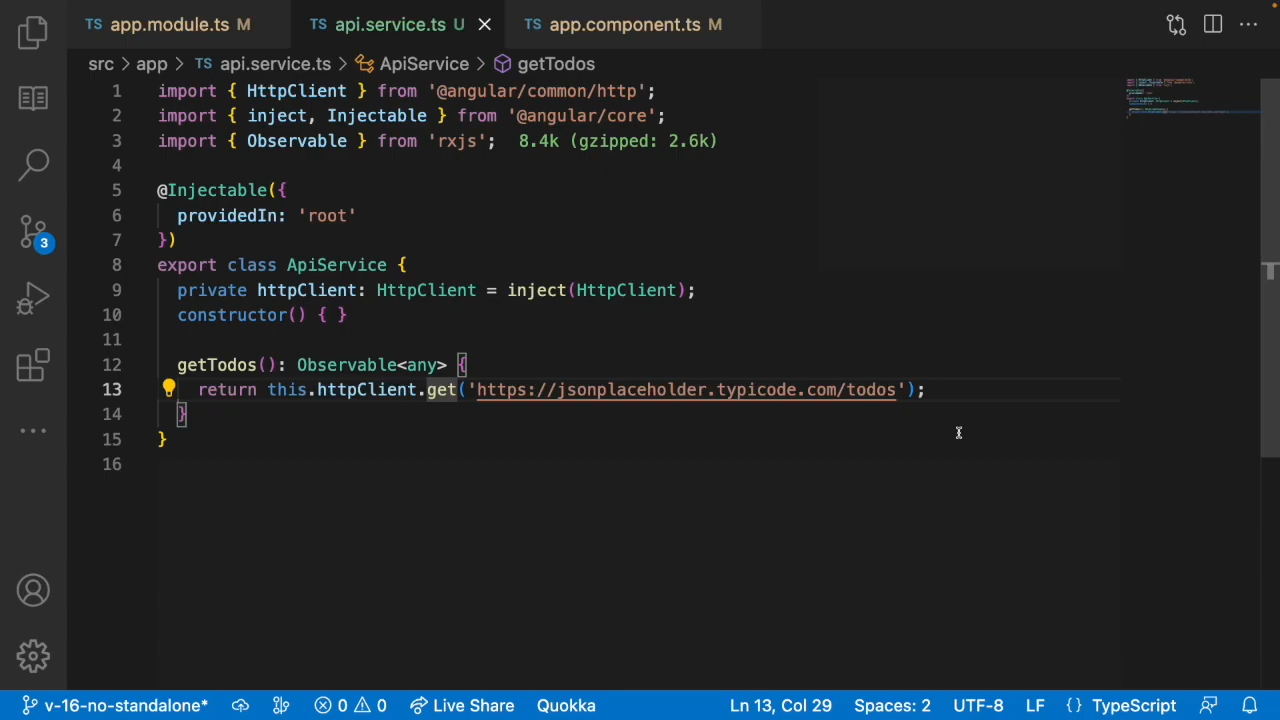 TS app.module.ts M TS api.service.ts U TS app.component.ts M
src > app > TS api.service.ts > ApiService > getTodos
1 import { HttpClient } from '@angular/common/http';
2 import { inject, Injectable } from '@angular/core';
3 import { Observable } from 'rxjs'; 8.4k (gzipped: 2.6k)
4
5 @Injectable({
6 providedIn: 'root'
7 })
8 export class ApiService {
9 private httpClient: HttpClient = inject(HttpClient);
10 constructor() { }
11
12 getTodos(): Observable<any> {
13 return this.httpClient.get('https://jsonplaceholder.typicode.com/todos');
14 }
15 }
16
3
v-16-no-standalone* 0 0 Live Share Quokka Ln 13, Col 29 Spaces: 2 UTF-8 LF {} TypeScript